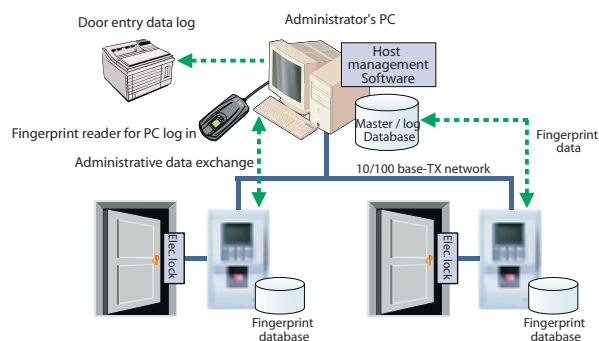 Door entry data log
Administrator's PC
Host
management
Software
Master / log
Database
Fingerprint reader for PC log in
Fingerprint
data
Administrative data exchange
10/100 base-TX network
Elec.lock
Elec.lock
Fingerprint
database
Fingerprint
database